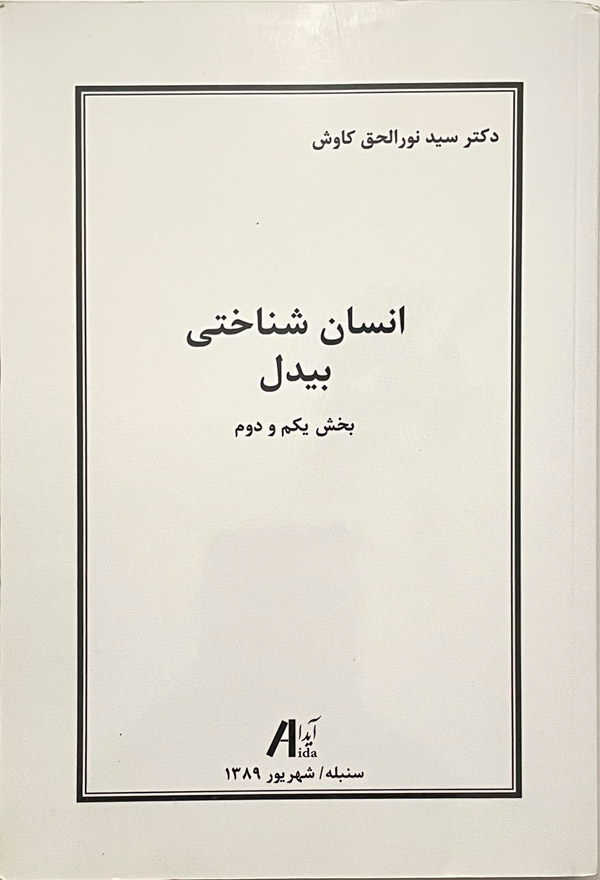 دکتر سید نورالحق کاوش
انسان شناختی
بیدل
بخش یکم و دوم
آیدا
Aida
سنبله/ شهریور ۱۳۸۹